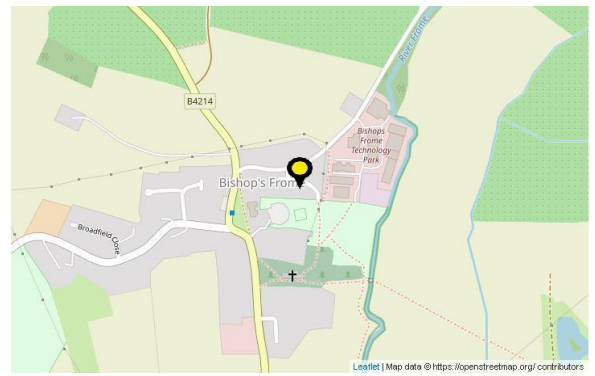 River Frome
B4214
Bishops
Frome
Technology
Park
Bishop's Frome
Broadfield Close
Leaflet | Map data © https://openstreetmap.org/ contributors